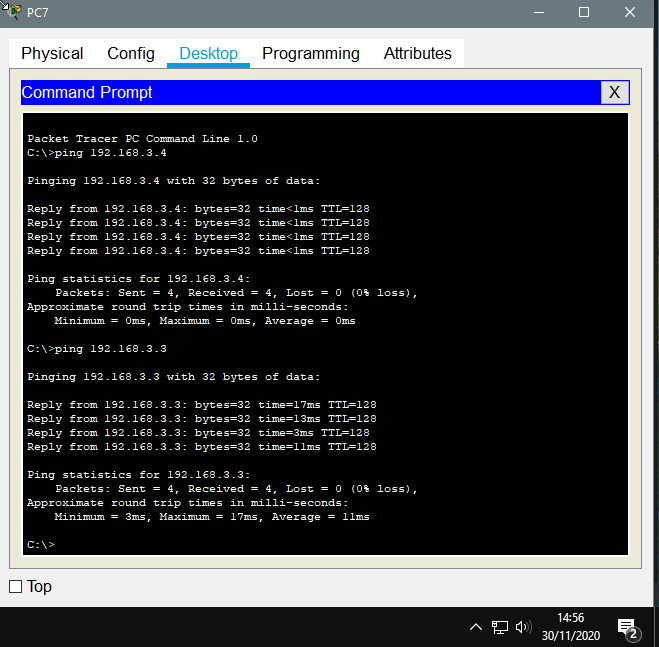 PC7
Physical Config Desktop Programming Attributes
Command Prompt X
Packet Tracer PC Command Line 1.0
C:\>ping 192.168.3.4
Pinging 192.168.3.4 with 32 bytes of data:
Reply from 192.168.3.4: bytes=32 time<1ms TTL=128
Reply from 192.168.3.4: bytes=32 time<1ms TTL=128
Reply from 192.168.3.4: bytes=32 time<1ms TTL=128
Reply from 192.168.3.4: bytes=32 time<1ms TTL=128
Ping statistics for 192.168.3.4:
Packets: Sent = 4, Received = 4, Lost = 0 (0% loss),
Approximate round trip times in milli-seconds:
Minimum = 0ms, Maximum = 0ms, Average = 0ms
C:\>ping 192.168.3.3
Pinging 192.168.3.3 with 32 bytes of data:
Reply from 192.168.3.3: bytes=32 time=17ms TTL=128
Reply from 192.168.3.3: bytes=32 time=13ms TTL=128
Reply from 192.168.3.3: bytes=32 time=3ms TTL=128
Reply from 192.168.3.3: bytes=32 time=11ms TTL=128
Ping statistics for 192.168.3.3:
Packets: Sent = 4, Received = 4, Lost = 0 (0% loss),
Approximate round trip times in milli-seconds:
Minimum = 3ms, Maximum = 17ms, Average = 11ms
C:\>
Top
14:56
30/11/2020
2